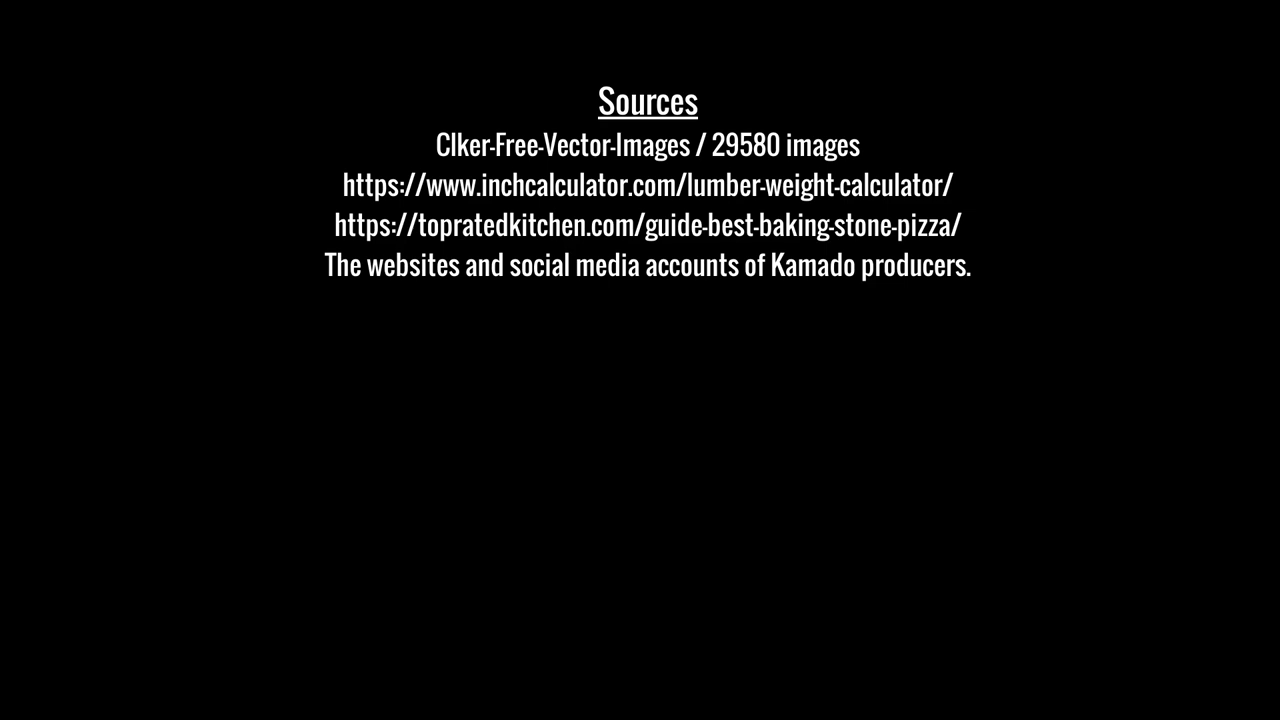 Sources
Clker-Free-Vector-Images / 29580 images
https://www.inchcalculator.com/lumber-weight-calculator/
https://topratedkitchen.com/guide-best-baking-stone-pizza/
The websites and social media accounts of Kamado producers.